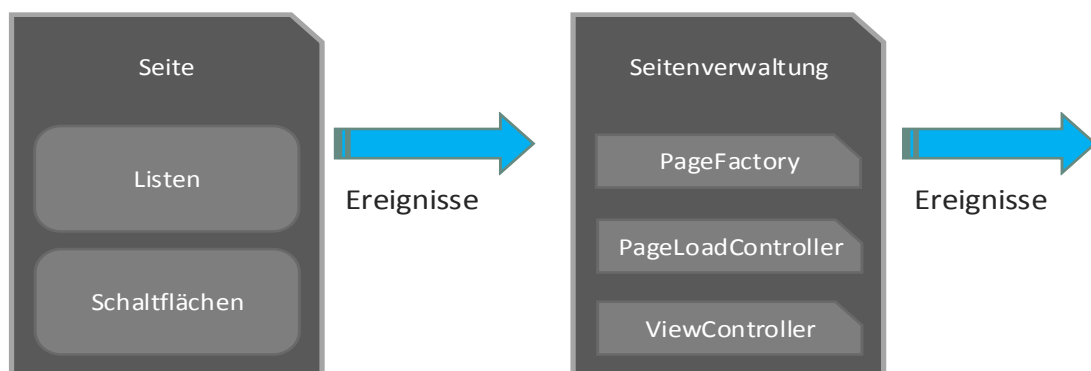 Seite
Listen
Schaltflächen
Ereignisse
Seitenverwaltung
PageFactory
PageLoadController
ViewController
Ereignisse